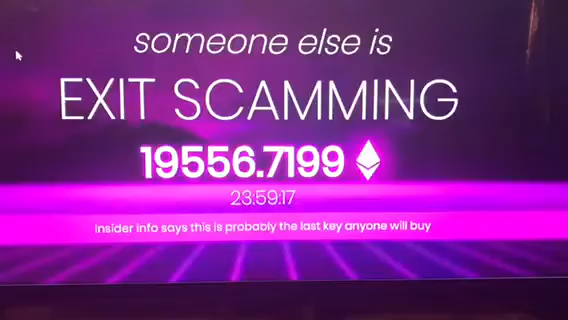 someone else is
EXIT SCAMMING
19556.7199
23:59:17
Insider info says this is probably the last key anyone will buy